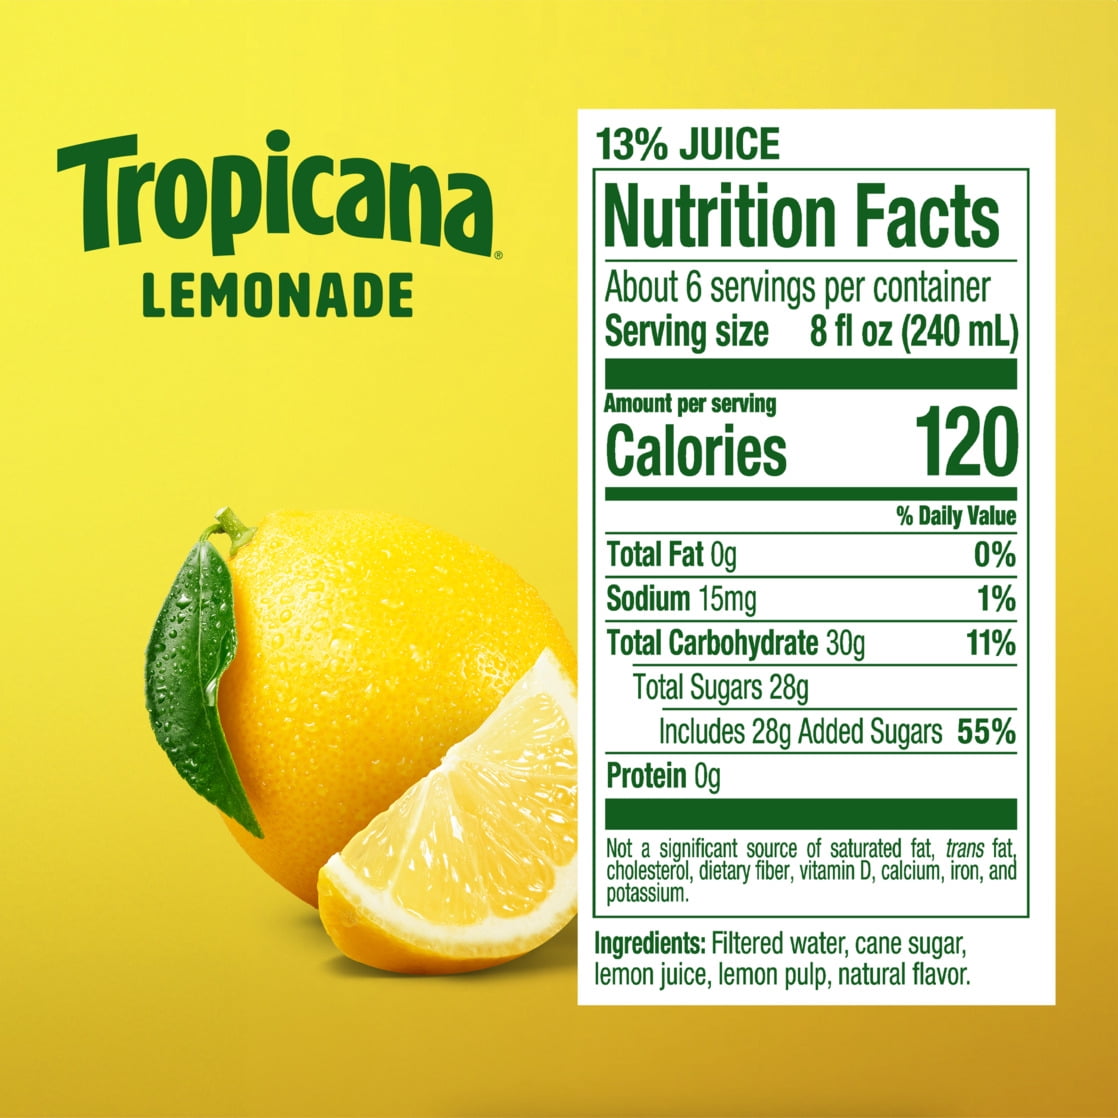 Tropicana®
LEMONADE
13% JUICE
Nutrition Facts
About 6 servings per container
Serving size 8 fl oz (240 mL)
Amount per serving
Calories 120
% Daily Value
Total Fat 0g 0%
Sodium 15mg 1%
Total Carbohydrate 30g 11%
Total Sugars 28g
Includes 28g Added Sugars 55%
Protein 0g
Not a significant source of saturated fat, trans fat,
cholesterol, dietary fiber, vitamin D, calcium, iron, and
potassium.
Ingredients: Filtered water, cane sugar,
lemon juice, lemon pulp, natural flavor.